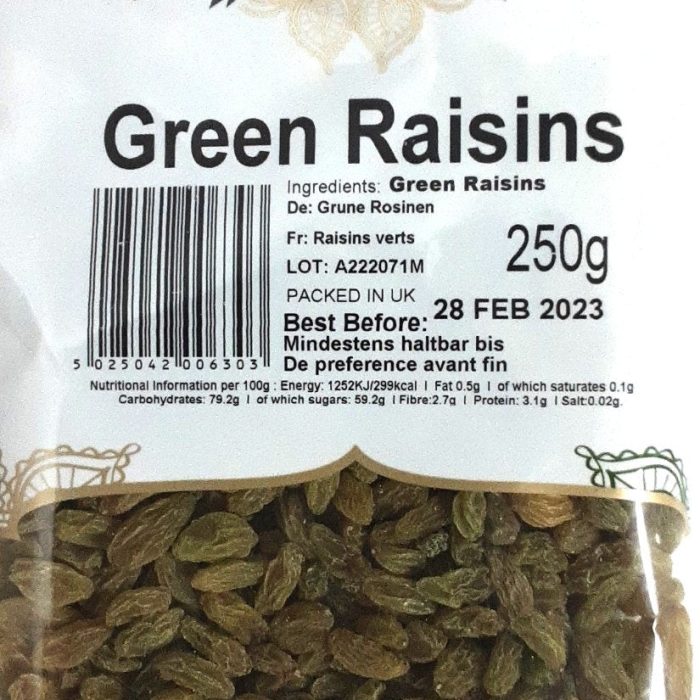 Green Raisins
Ingredients: Green Raisins
De: Grune Rosinen
Fr: Raisins verts
250g
LOT: A222071M
PACKED IN UK
Best Before: 28 FEB 2023
Mindestens haltbar bis
De preference avant fin
5 025042 006303
Nutritional Information per 100g : Energy: 1252KJ/299kcal I Fat 0.5g I of which saturates 0.1g
Carbohydrates: 79.2g I of which sugars: 59.2g I Fibre:2.7g I Protein: 3.1g I Salt:0.02g.